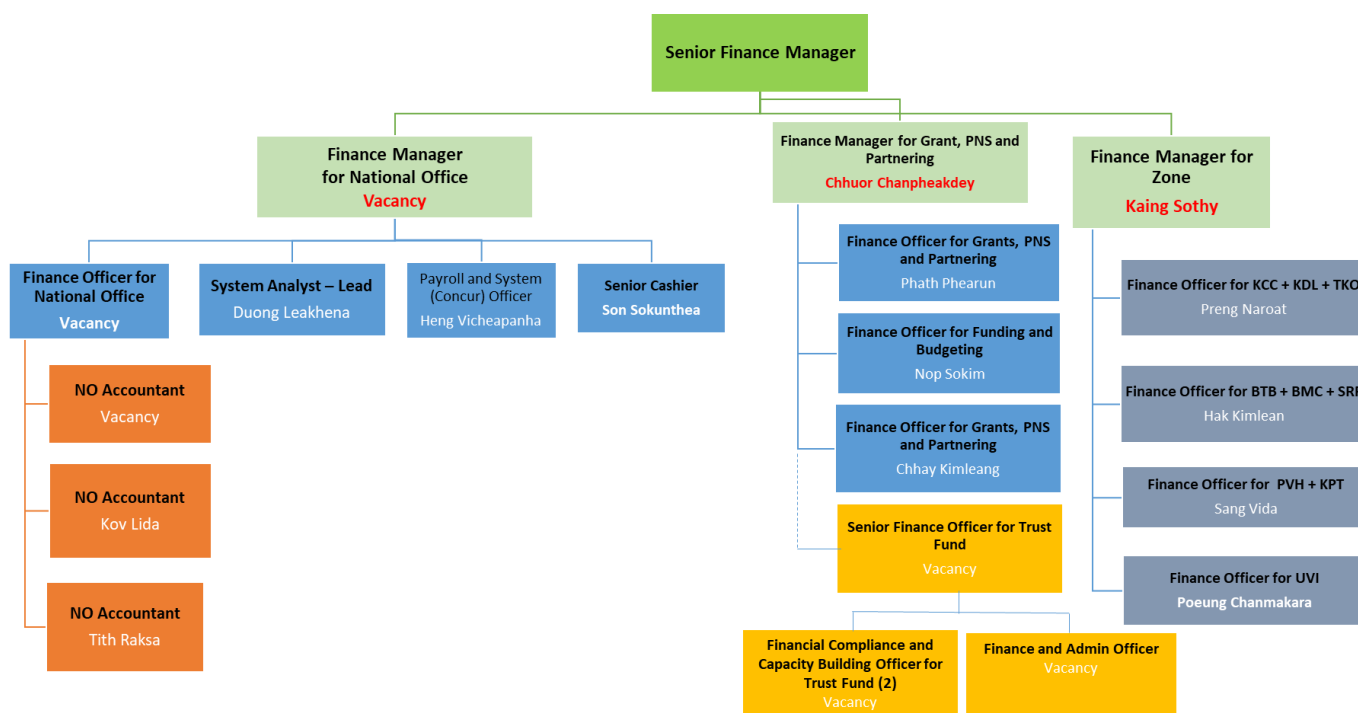 Senior Finance Manager
Finance Manager
for National Office
Vacancy
Finance Manager for Grant, PNS and
Partnering
Chhuor Chanpheakdey
Finance Manager for
Zone
Kaing Sothy
Finance Officer for
National Office
Vacancy
System Analyst – Lead
Duong Leakhena
Payroll and System
(Concur) Officer
Heng Vicheapanha
Senior Cashier
Son Sokunthea
NO Accountant
Vacancy
NO Accountant
Kov Lida
NO Accountant
Tith Raksa
Finance Officer for Grants, PNS
and Partnering
Phath Phearun
Finance Officer for Funding and
Budgeting
Nop Sokim
Finance Officer for Grants, PNS
and Partnering
Chhay Kimleang
Senior Finance Officer for Trust
Fund
Vacancy
Financial Compliance and
Capacity Building Officer for
Trust Fund (2)
Vacancy
Finance and Admin Officer
Vacancy
Finance Officer for KCC + KDL + TKO
Preng Naroat
Finance Officer for BTB + BMC + SRP
Hak Kimlean
Finance Officer for PVH + KPT
Sang Vida
Finance Officer for UVI
Poeung Chanmakara